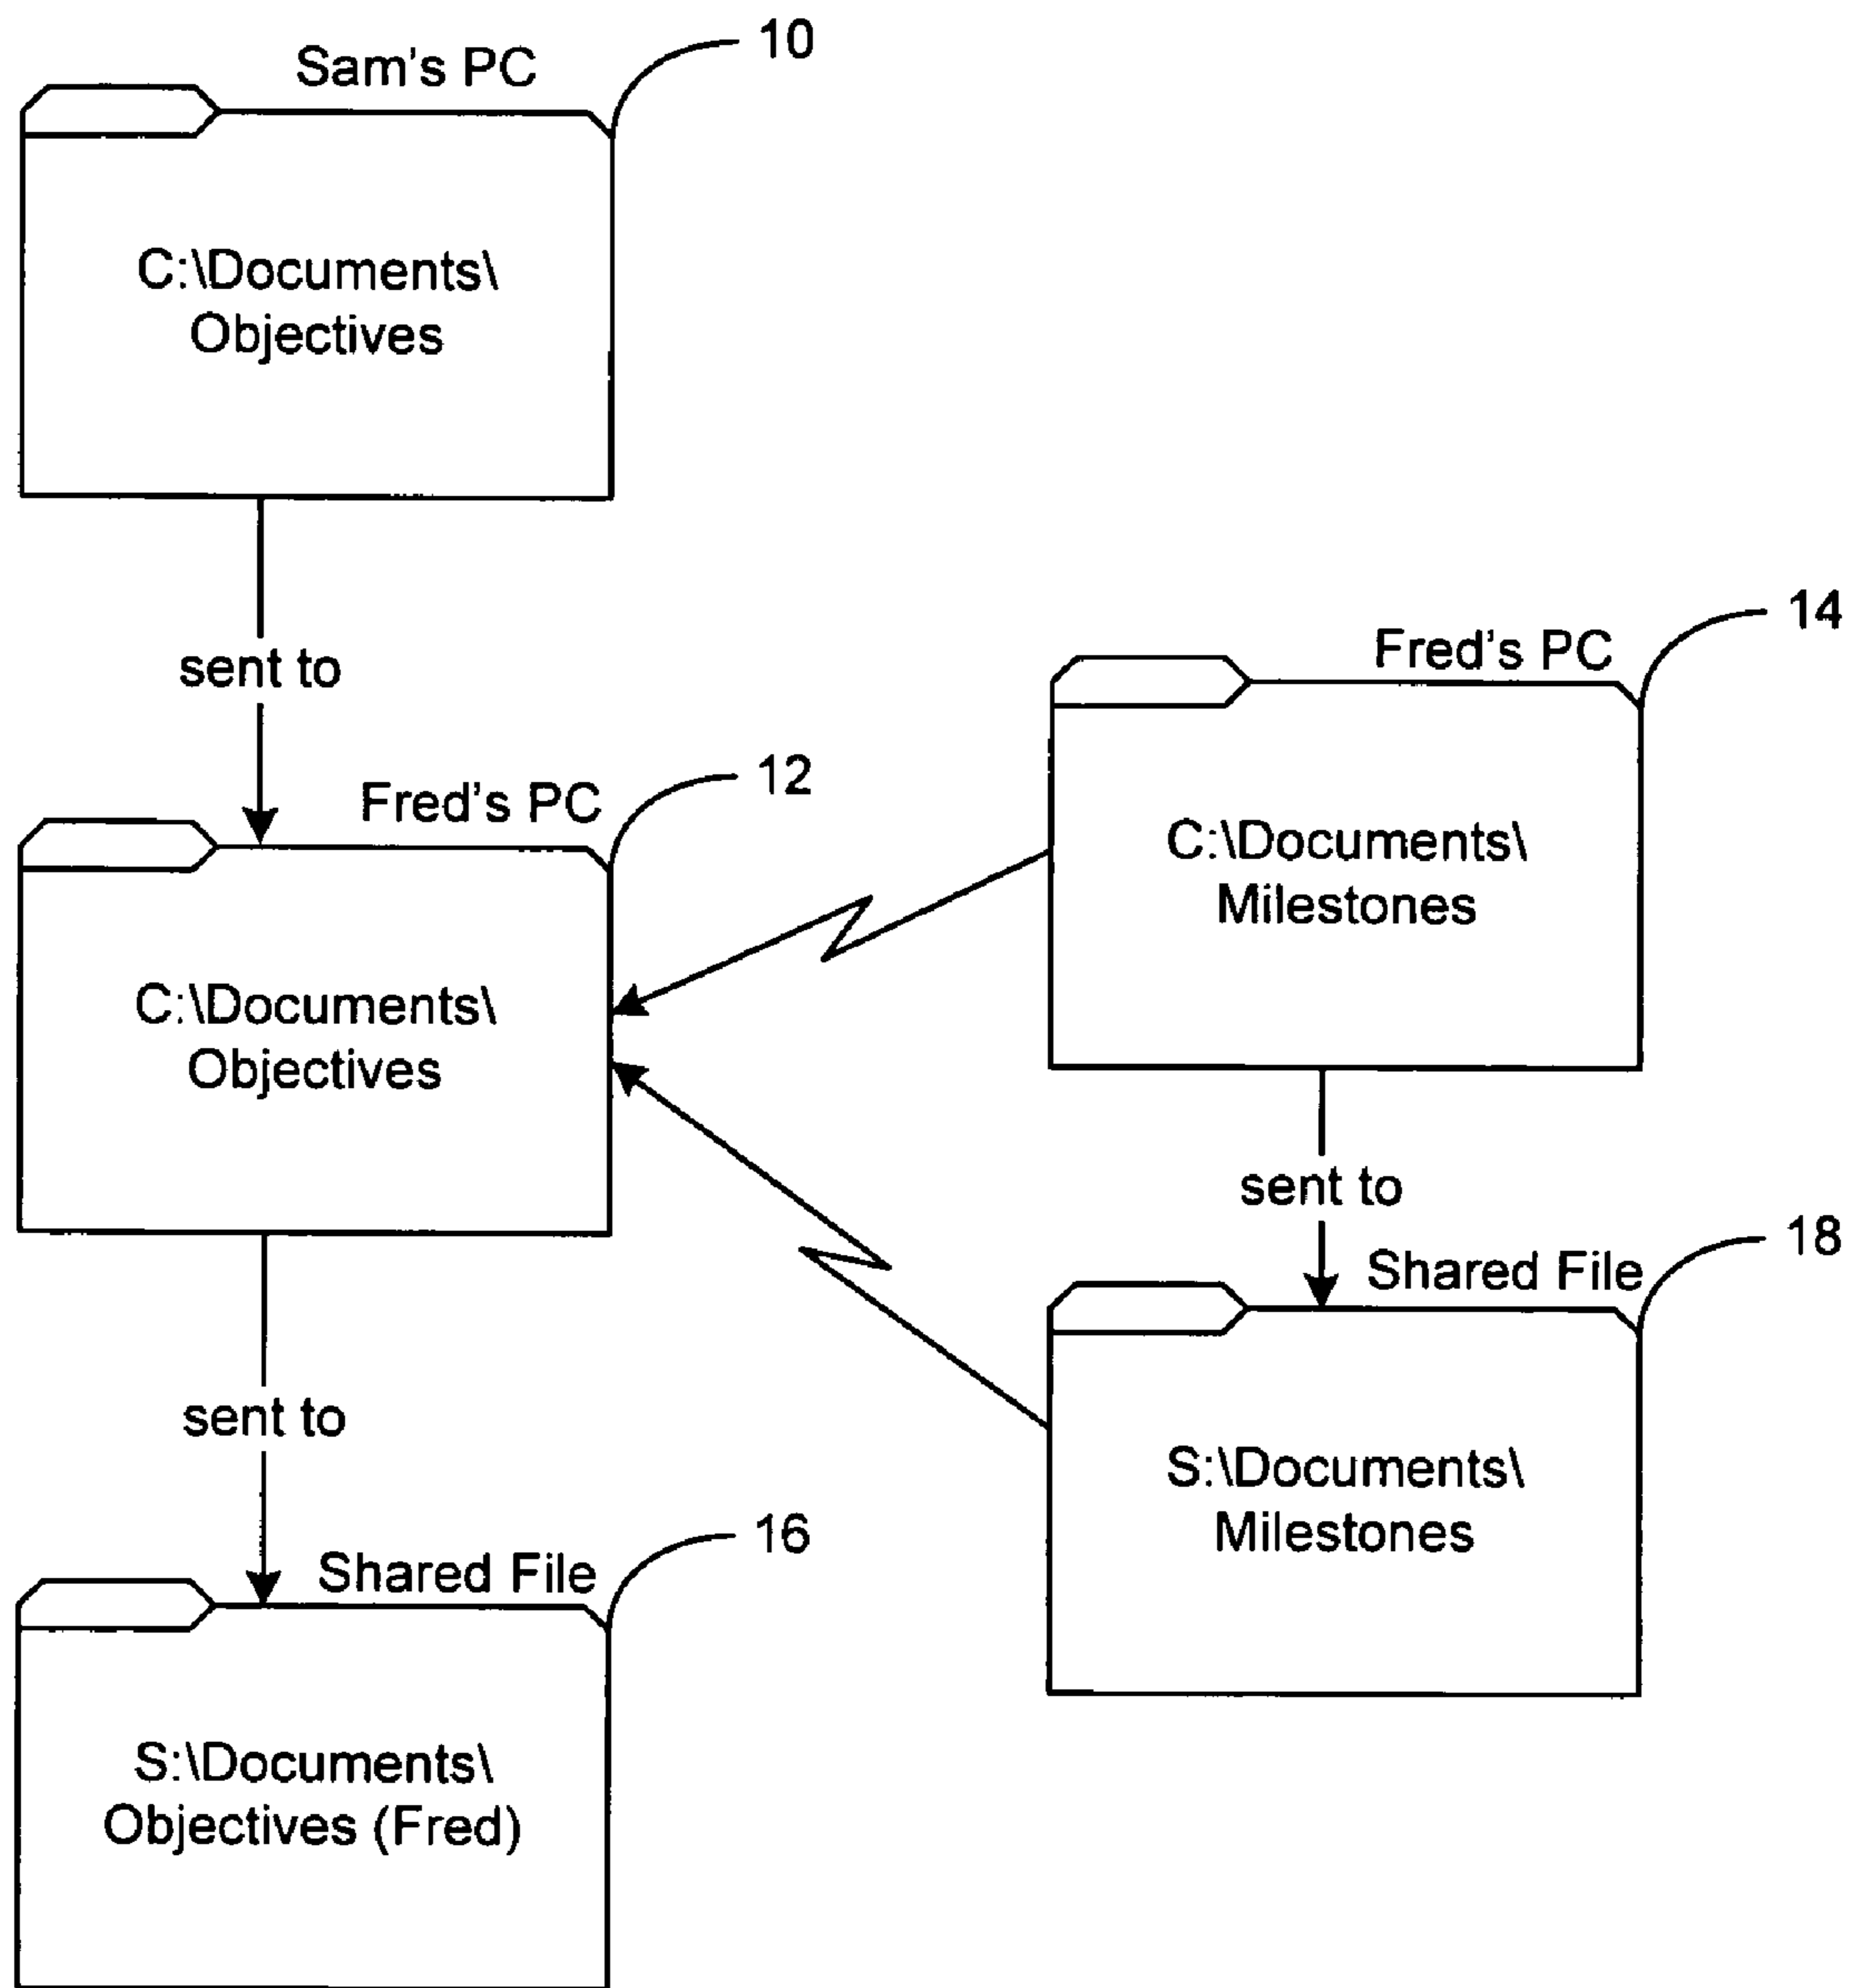 Sam's PC
10
C:\Documents\
Objectives
sent to
Fred's PC
14
Fred's PC
12
C:\Documents\
Milestones
C:\Documents\
Objectives
sent to
Shared File
18
sent to
S:\Documents\
Milestones
Shared File
16
S:\Documents\
Objectives (Fred)